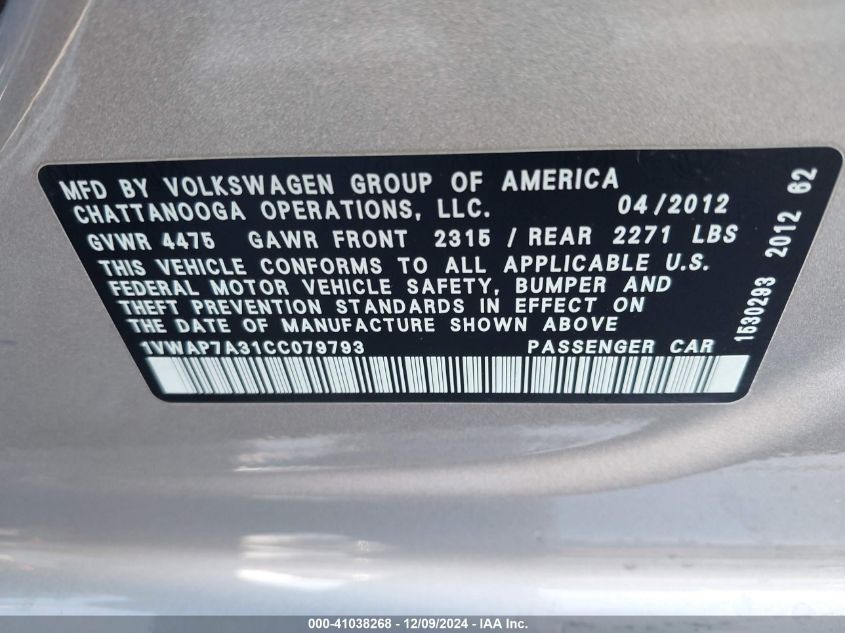 MFD BY VOLKSWAGEN GROUP OF AMERICA
CHATTANOOGA OPERATIONS, LLC. 04/2012
GVWR 4475 GAWR FRONT 2315 / REAR 2271 LBS
THIS VEHICLE CONFORMS TO ALL APPLICABLE U.S.
FEDERAL MOTOR VEHICLE SAFETY, BUMPER AND
THEFT PREVENTION STANDARDS IN EFFECT ON
THE DATE OF MANUFACTURE SHOWN ABOVE
1VWAP7A31CC079793 PASSENGER CAR
1530293 2012 62
000-41038268 - 12/09/2024 - IAA Inc.